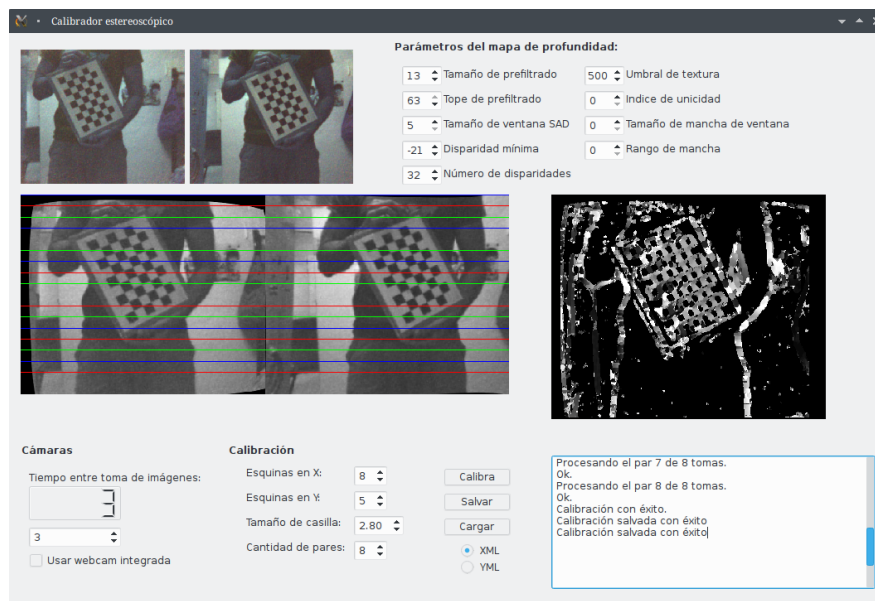 Calibrador estereoscópico
Parámetros del mapa de profundidad:
13 Tamaño de prefiltrado 500 Umbral de textura
63 Tope de prefiltrado 0 Indice de unicidad
5 Tamaño de ventana SAD 0 Tamaño de mancha de ventana
-21 Disparidad mínima 0 Rango de mancha
32 Número de disparidades
Cámaras
Tiempo entre toma de imágenes:
3
3
Usar webcam integrada
Calibración
Esquinas en X: 8
Esquinas en Y: 5
Tamaño de casilla: 2.80
Cantidad de pares: 8
Calibra
Salvar
Cargar
XML
YML
Procesando el par 7 de 8 tomas.
Ok.
Procesando el par 8 de 8 tomas.
Ok.
Calibración con éxito.
Calibración salvada con éxito
Calibración salvada con éxito